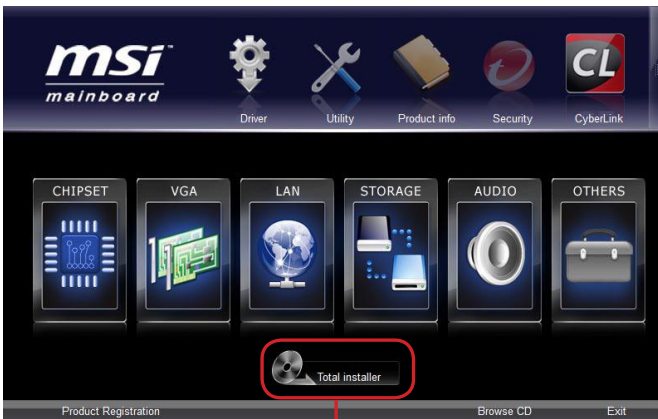 msi
mainboard
Driver Utility Product info Security CyberLink
CL
CHIPSET VGA LAN STORAGE AUDIO OTHERS
Total installer
Product Registration Browse CD Exit